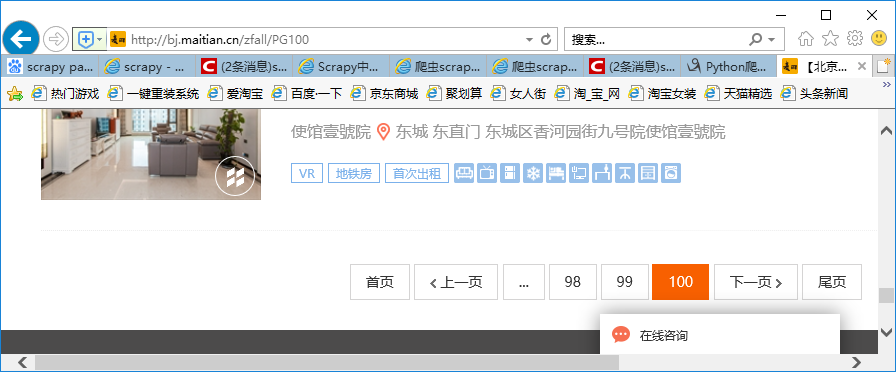 http://bj.maitian.cn/zfall/PG100
搜索...
scrapy pa...
scrapy - ...
(2条消息)s...
Scrapy中...
爬虫scrap...
爬虫scrap...
(2条消息)s...
Python爬...
【北京...
热门游戏
一键重装系统
爱淘宝
百度一下
京东商城
聚划算
女人街
淘_宝_网
淘宝女装
天猫精选
头条新闻
使馆壹號院 东城 东直门 东城区香河园街九号院使馆壹號院
VR 地铁房 首次出租
首页 上一页 ... 98 99 100 下一页 尾页
在线咨询